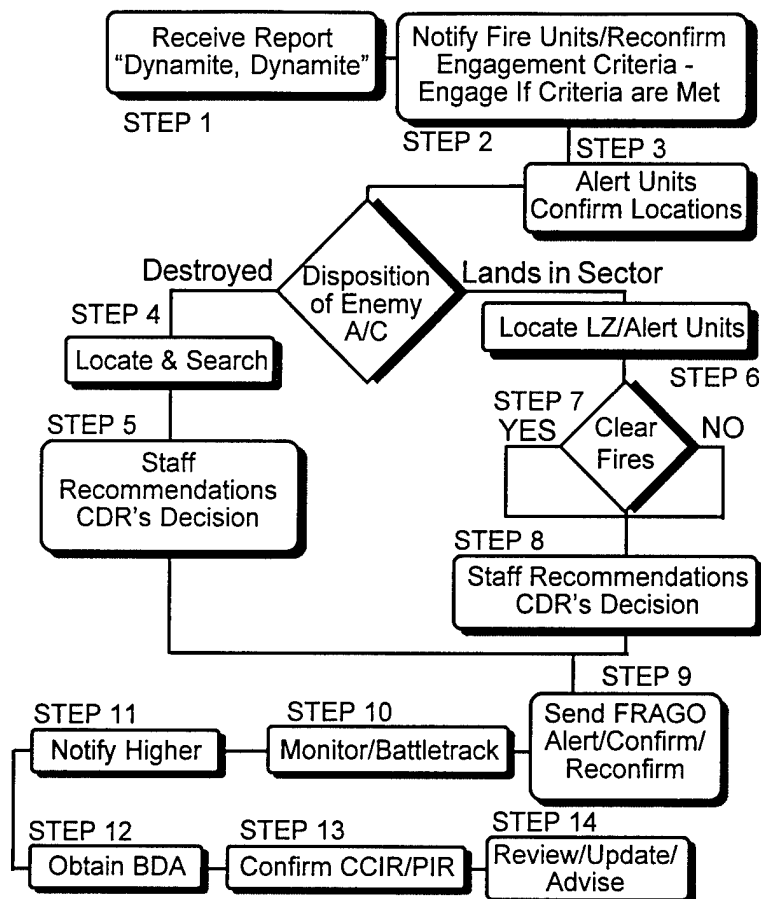 Receive Report
“Dynamite, Dynamite”
STEP 1
Notify Fire Units/Reconfirm
Engagement Criteria -
Engage If Criteria are Met
STEP 2
STEP 3
Alert Units
Confirm Locations
Disposition
of Enemy
A/C
Destroyed
Lands in Sector
STEP 4
Locate & Search
STEP 5
Staff
Recommendations
CDR's Decision
Locate LZ/Alert Units
STEP 6
STEP 7
YES
NO
Clear
Fires
STEP 8
Staff Recommendations
CDR's Decision
STEP 9
Send FRAGO
Alert/Confirm/
Reconfirm
STEP 10
Monitor/Battletrack
STEP 11
Notify Higher
STEP 12
Obtain BDA
STEP 13
Confirm CCIR/PIR
STEP 14
Review/Update/
Advise